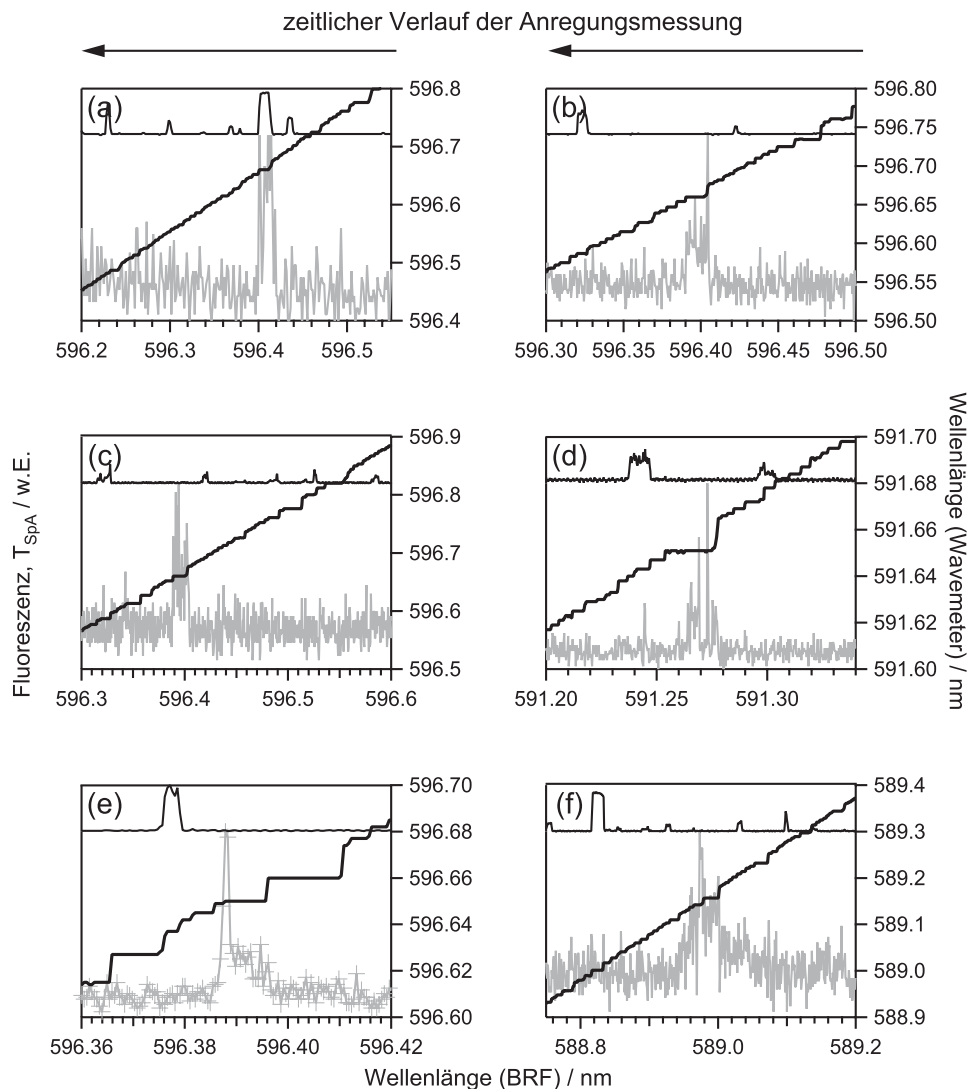 zeitlicher Verlauf der Anregungsmessung
(a)
596.8
596.7
596.6
596.5
596.4
596.2 596.3 596.4 596.5
(b)
596.80
596.75
596.70
596.65
596.60
596.55
596.50
596.30 596.35 596.40 596.45 596.50
Fluoreszenz, T_SpA / w.E.
(c)
596.9
596.8
596.7
596.6
596.5
596.3 596.4 596.5 596.6
(d)
591.70
591.68
591.66
591.64
591.62
591.60
591.20 591.25 591.30
Wellenlänge (Wavemeter) / nm
(e)
596.70
596.68
596.66
596.64
596.62
596.60
596.36 596.38 596.40 596.42
(f)
589.4
589.3
589.2
589.1
589.0
588.9
588.8 589.0 589.2
Wellenlänge (BRF) / nm